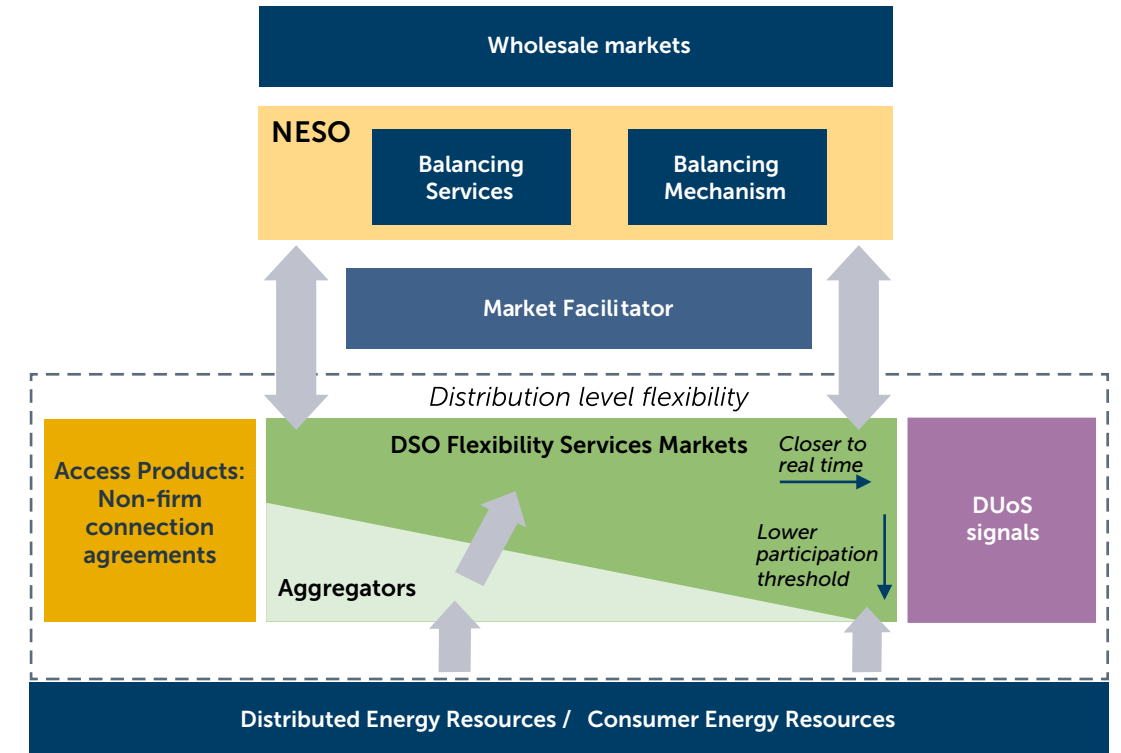 Wholesale markets
NESO
Balancing
Services
Balancing
Mechanism
Market Facilitator
Distribution level flexibility
Access Products:
Non-firm
connection
agreements
DSO Flexibility Services Markets
Closer to
real time
Lower
participation
threshold
Aggregators
DUoS
signals
Distributed Energy Resources / Consumer Energy Resources